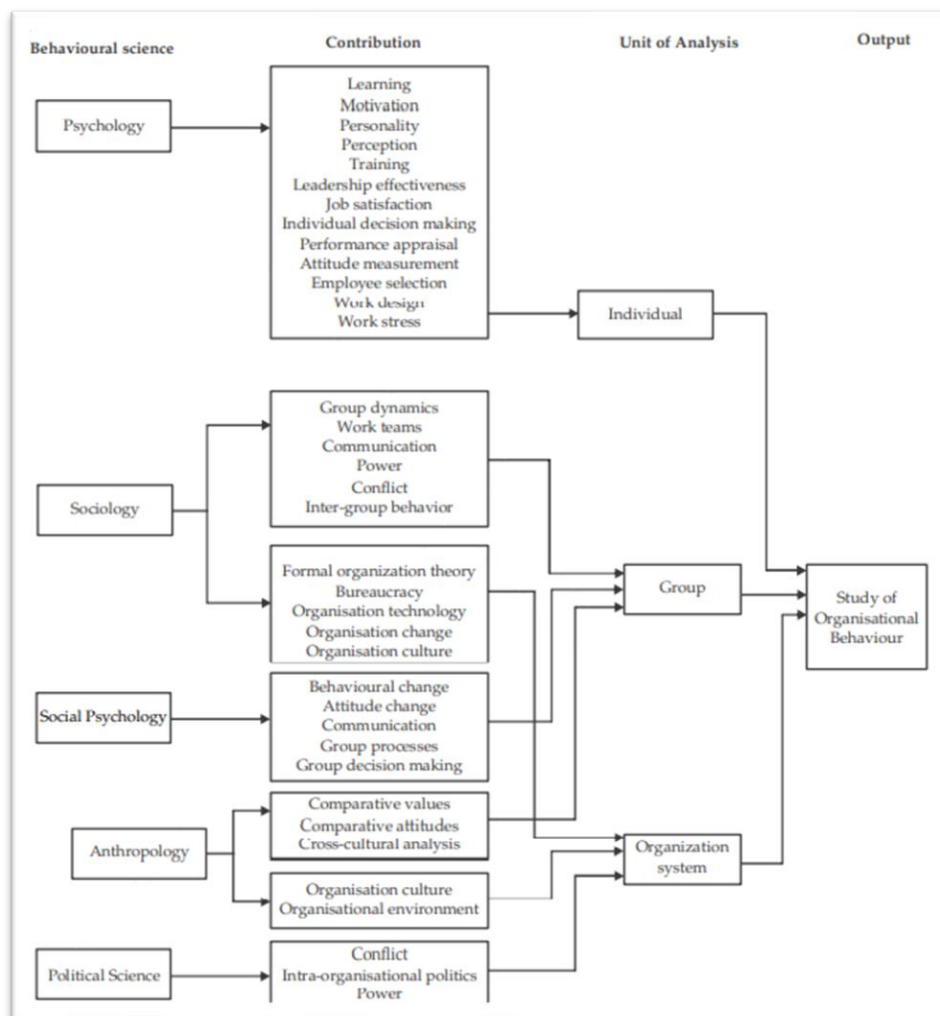 Behavioural science
Contribution
Unit of Analysis
Output
Psychology
Learning
Motivation
Personality
Perception
Training
Leadership effectiveness
Job satisfaction
Individual decision making
Performance appraisal
Attitude measurement
Employee selection
Work design
Work stress
Individual
Sociology
Group dynamics
Work teams
Communication
Power
Conflict
Inter-group behavior
Formal organization theory
Bureaucracy
Organisation technology
Organisation change
Organisation culture
Group
Study of
Organisational
Behaviour
Social Psychology
Behavioural change
Attitude change
Communication
Group processes
Group decision making
Anthropology
Comparative values
Comparative attitudes
Cross-cultural analysis
Organisation culture
Organisational environment
Organization
system
Political Science
Conflict
Intra-organisational politics
Power